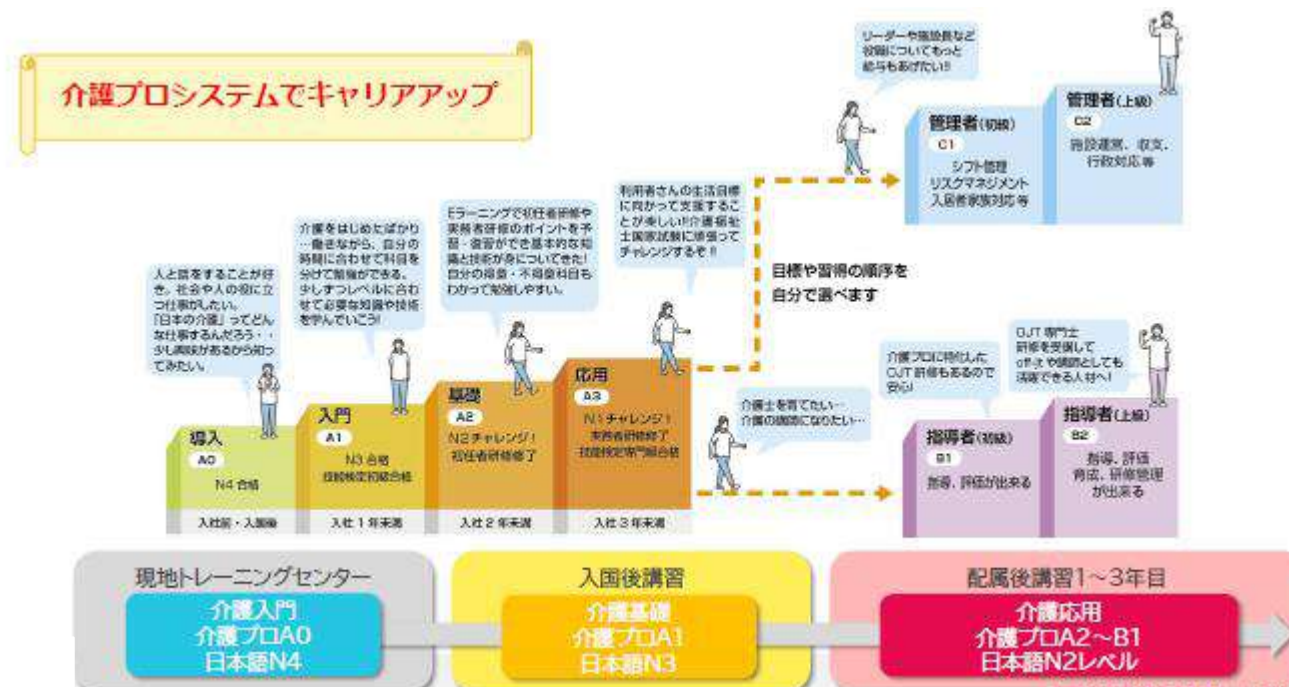 介護プロシステムでキャリアアップ
人と話をすることが好
き。社会や人の役に立
つ仕事がしたい。
「日本の介護」ってどん
な仕事するんだろう・・
少し興味があるから知っ
てみたい。
介護をはじめたばかり
…働きながら、自分の
時間に合わせて科目を
分けて勉強ができる。
少しずつレベルに合わ
せて必要な知識や技術
を学んでいこう!
Eラーニングで初任者研修や
実務者研修のポイントを予
習・復習ができ基本的な知
識と技術が身についてきた!
自分の得意・不得意科目も
わかって勉強しやすい。
利用者さんの生活目標
に向かって支援するこ
とが楽しい!!介護福祉
士国家試験に頑張って
チャレンジするぞ!!
リーダーや施設長など
役職についてもっと
給与もあげたい!!
導入
A0
N4 合格
入社前・入国後
入門
A1
N3 合格
技能検定初級合格
入社 1 年未満
基礎
A2
N2チャレンジ!
初任者研修修了
入社 2 年未満
応用
A3
N1チャレンジ!
実務者研修修了
技能検定専門級合格
入社 3 年未満
目標や習得の順序を
自分で選べます
管理者(初級)
C1
シフト管理
リスクマネジメント
入居者家族対応等
管理者(上級)
C2
施設運営、収支、
行政対応等
介護士を育てたい…
介護の講師になりたい…
介護プロに特化した
OJT 研修もあるので
安心!
OJT 専門士
研修を受講して
off-jt や講師としても
活躍できる人材へ!
指導者(初級)
B1
指導、評価が出来る
指導者(上級)
B2
指導、評価
育成、研修管理
が出来る
現地トレーニングセンター
介護入門
介護プロA0
日本語N4
入国後講習
介護基礎
介護プロA1
日本語N3
配属後講習1～3年目
介護応用
介護プロA2～B1
日本語N2レベル